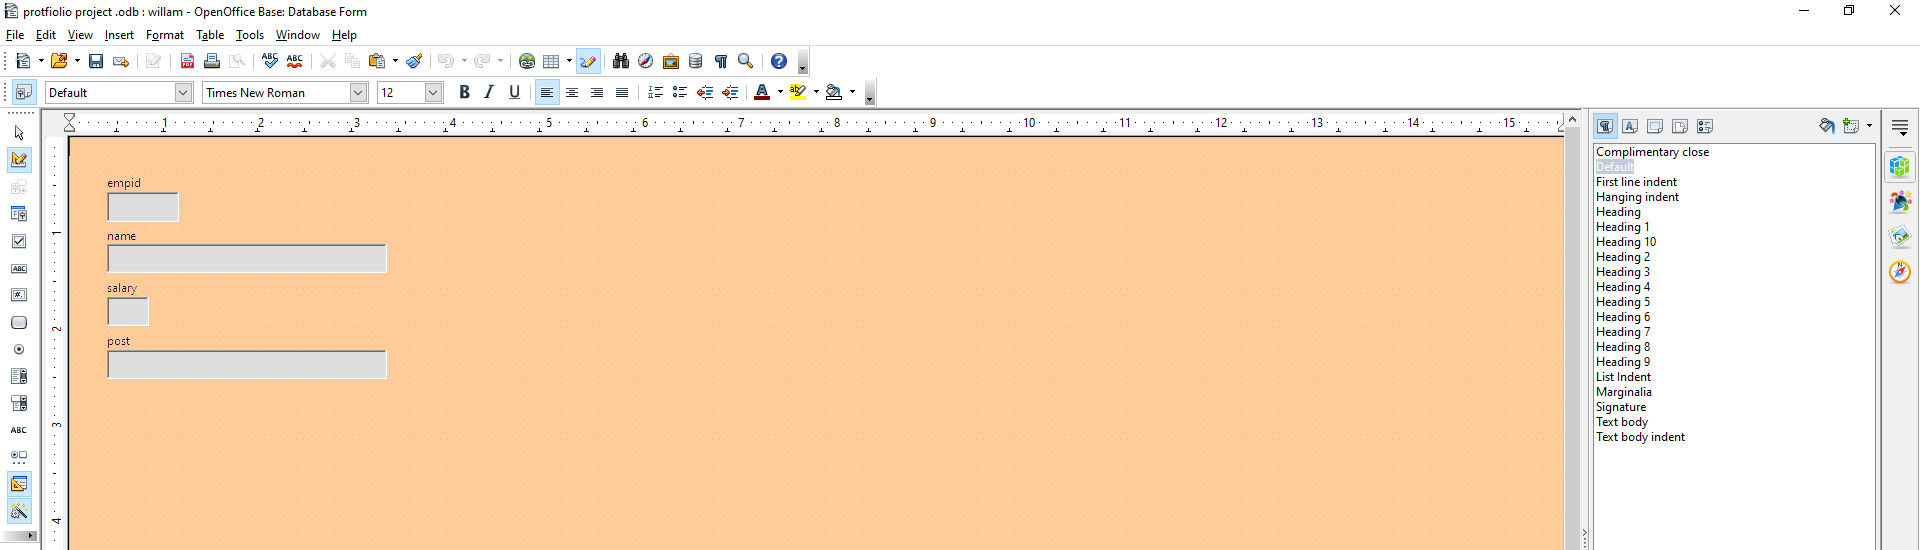 protfiolio project .odb : willam - OpenOffice Base: Database Form
File Edit View Insert Format Table Tools Window Help
Default Times New Roman 12 B I U
1 2 3 4 5 6 7 8 9 10 11 12 13 14 15
empid
name
salary
post
1
2
3
4
ABC
ABC
Complimentary close
Default
First line indent
Hanging indent
Heading
Heading 1
Heading 10
Heading 2
Heading 3
Heading 4
Heading 5
Heading 6
Heading 7
Heading 8
Heading 9
List Indent
Marginalia
Signature
Text body
Text body indent